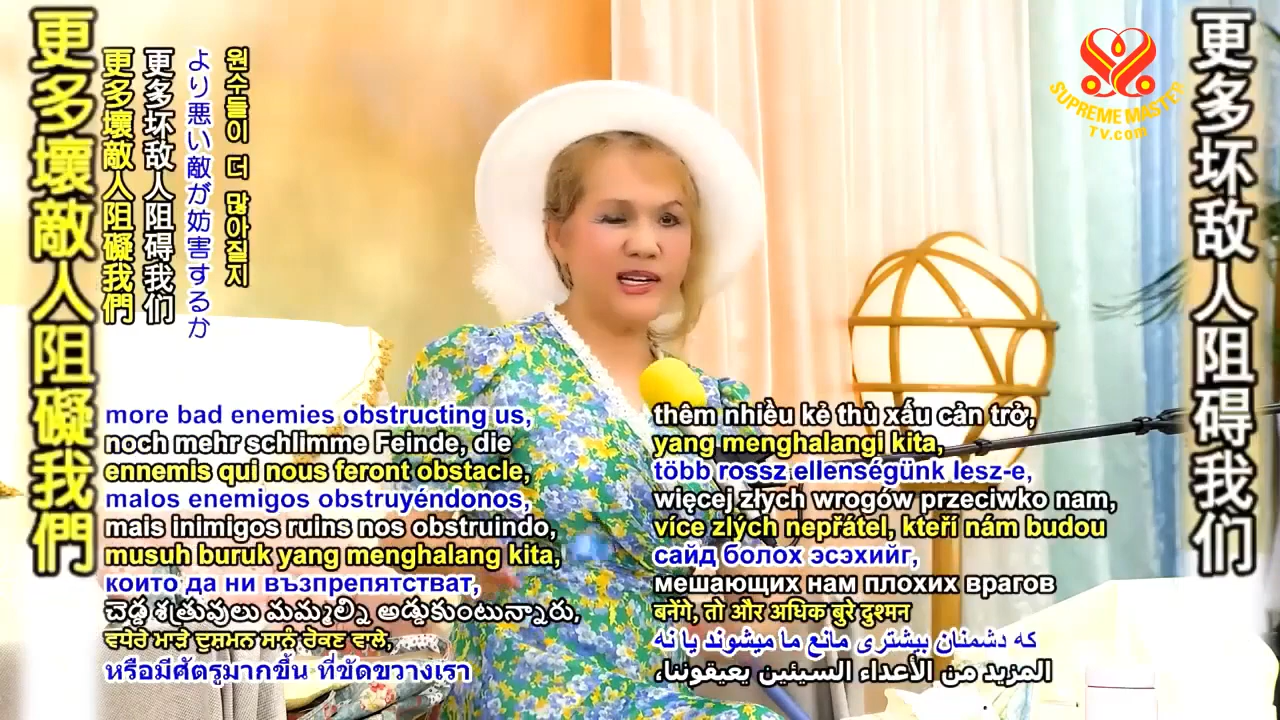 更多壞敵人阻礙我們
更多壞敵人阻礙我們
更多坏敌人阻碍我们
より悪い敵が妨害するか
원수들이 더 많아질지
SUPREME MASTER
TV.com
更多坏敌人阻碍我们
more bad enemies obstructing us,
noch mehr schlimme Feinde, die
ennemis qui nous feront obstacle,
malos enemigos obstruyéndonos,
mais inimigos ruins nos obstruindo,
musuh buruk yang menghalang kita,
които да ни възпрепятстват,
చెడ్డ శత్రువులు మమ్మల్ని అడ్డుకుంటున్నారు,
ਵਧੇਰੇ ਮਾੜੇ ਦੁਸ਼ਮਨ ਸਾਨੂੰ ਰੋਕਣ ਵਾਲੇ,
หรือมีศัตรูมากขึ้น ที่ขัดขวางเรา
thêm nhiều kẻ thù xấu cản trở,
yang menghalangi kita,
több rossz ellenségünk lesz-e,
więcej złych wrogów przeciwko nam,
více zlých nepřátel, kteří nám budou
сайд болох эсэхийг,
мешающих нам плохих врагов
बनेंगे, तो और अधिक बुरे दुश्मन
که دشمنان بیشتری مانع ما میشوند یا نه
المزيد من الأعداء السيئين يعيقوننا،